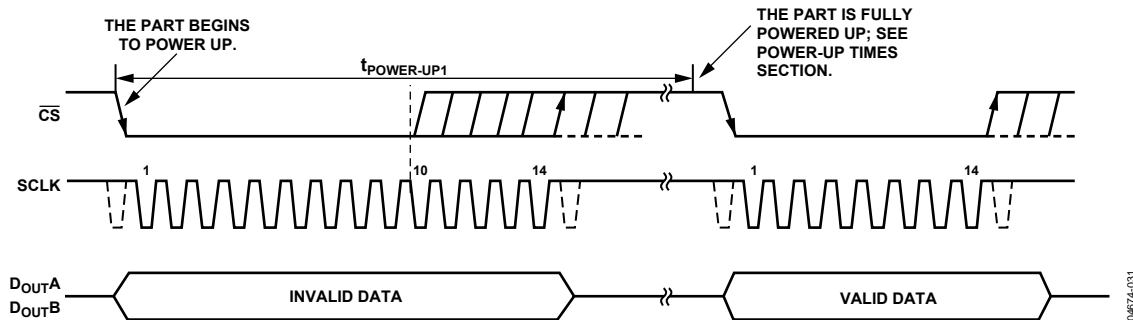 THE PART BEGINS
TO POWER UP.
THE PART IS FULLY
POWERED UP; SEE
POWER-UP TIMES
SECTION.
tPOWER-UP1
CS
SCLK
1
10
14
1
14
DOUTA
DOUTB
INVALID DATA
VALID DATA
04674-031